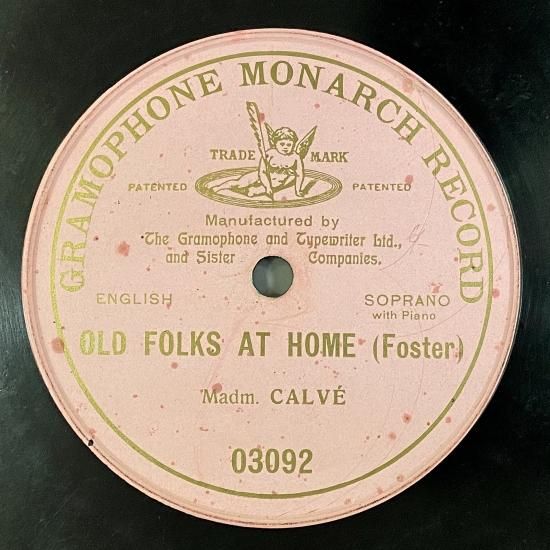 GRAMOPHONE MONARCH RECORD
TRADE MARK
PATENTED PATENTED
Manufactured by
The Gramophone and Typewriter Ltd.,
and Sister Companies.
ENGLISH SOPRANO
with Piano
OLD FOLKS AT HOME (Foster)
Madm. CALVÉ
03092